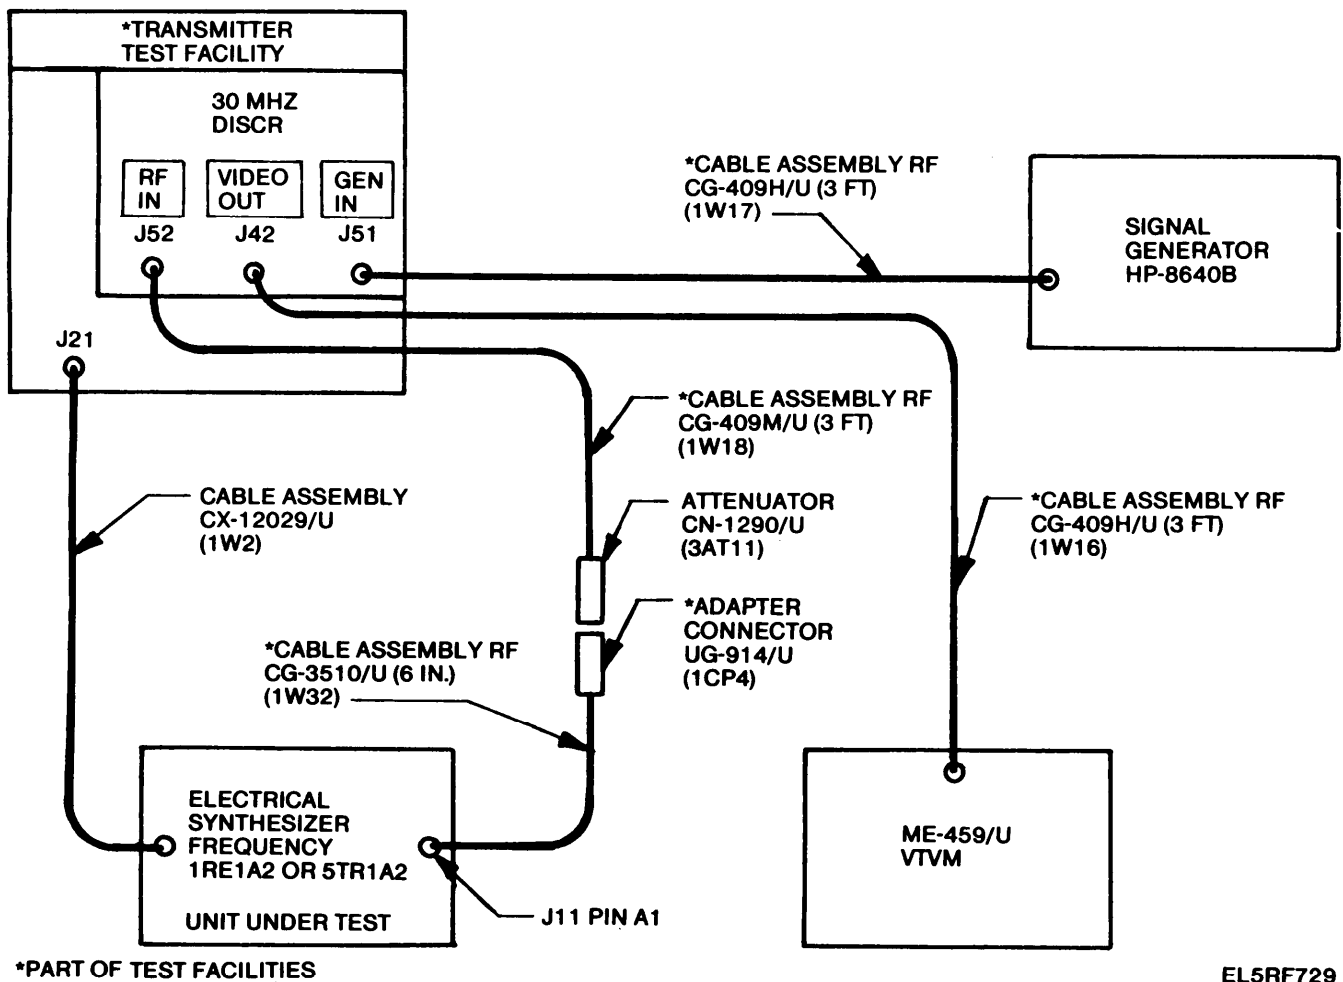 *TRANSMITTER
TEST FACILITY
30 MHZ
DISCR
RF
IN
VIDEO
OUT
GEN
IN
J52
J42
J51
J21
*CABLE ASSEMBLY RF
CG-409H/U (3 FT)
(1W17)
SIGNAL
GENERATOR
HP-8640B
*CABLE ASSEMBLY RF
CG-409M/U (3 FT)
(1W18)
CABLE ASSEMBLY
CX-12029/U
(1W2)
ATTENUATOR
CN-1290/U
(3AT11)
*CABLE ASSEMBLY RF
CG-409H/U (3 FT)
(1W16)
*ADAPTER
CONNECTOR
UG-914/U
(1CP4)
*CABLE ASSEMBLY RF
CG-3510/U (6 IN.)
(1W32)
ELECTRICAL
SYNTHESIZER
FREQUENCY
1RE1A2 OR 5TR1A2
UNIT UNDER TEST
J11 PIN A1
ME-459/U
VTVM
*PART OF TEST FACILITIES
EL5RF729